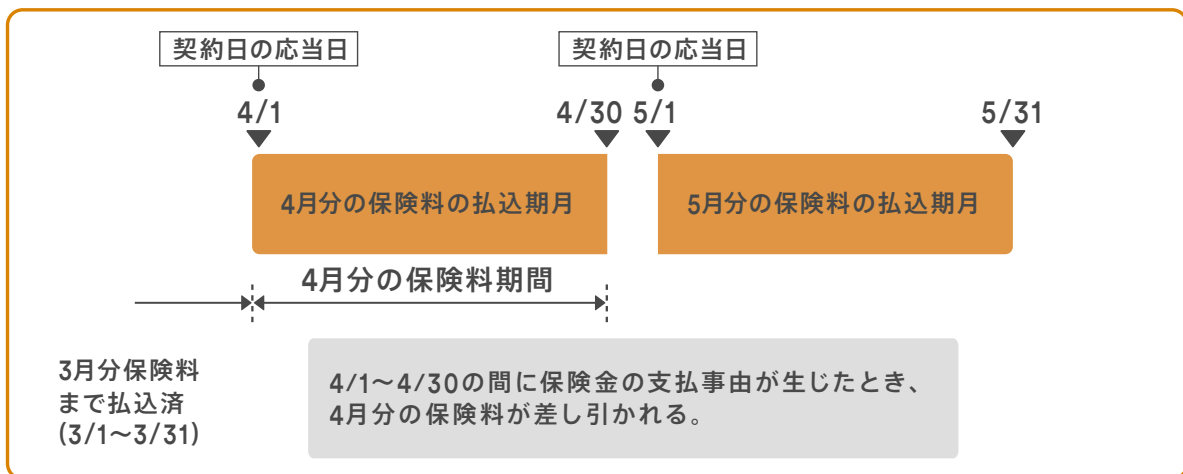 契約日の応当日
契約日の応当日
4/1
4/30
5/1
5/31
4月分の保険料の払込期月
5月分の保険料の払込期月
4月分の保険料期間
3月分保険料
まで払込済
(3/1〜3/31)
4/1〜4/30の間に保険金の支払事由が生じたとき、
4月分の保険料が差し引かれる。